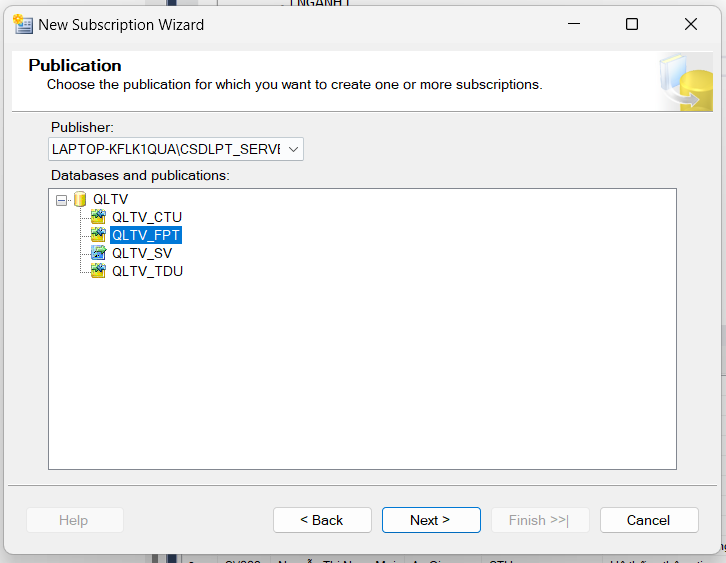 NGÀNH I
New Subscription Wizard
Publication
Choose the publication for which you want to create one or more subscriptions.
Publisher:
LAPTOP-KFLK1QUA\CSDLPT_SERVE
Databases and publications:
QLTV
QLTV_CTU
QLTV_FPT
QLTV_SV
QLTV_TDU
Help
< Back
Next >
Finish >>|
Cancel